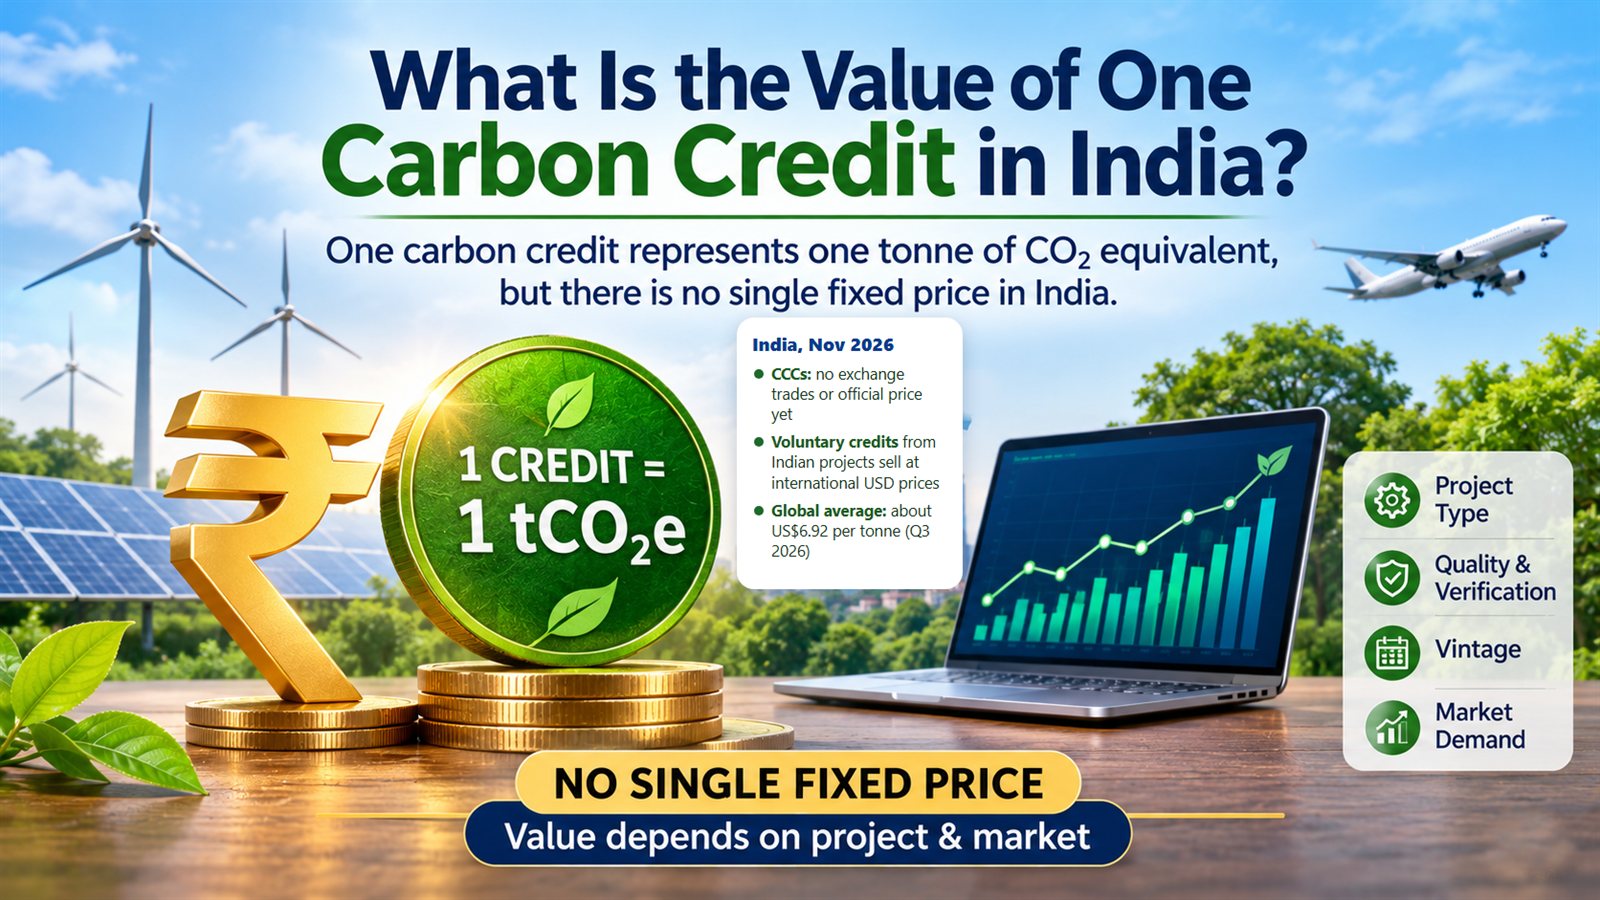 What Is the Value of One
Carbon Credit in India?
One carbon credit represents one tonne of CO₂ equivalent,
but there is no single fixed price in India.
1 CREDIT =
1 tCO₂e
India, Nov 2026
CCCs: no exchange
trades or official price
yet
Voluntary credits from
Indian projects sell at
international USD prices
Global average: about
US$6.92 per tonne (Q3
2026)
Project
Type
Quality &
Verification
Vintage
Market
Demand
NO SINGLE FIXED PRICE
Value depends on project & market